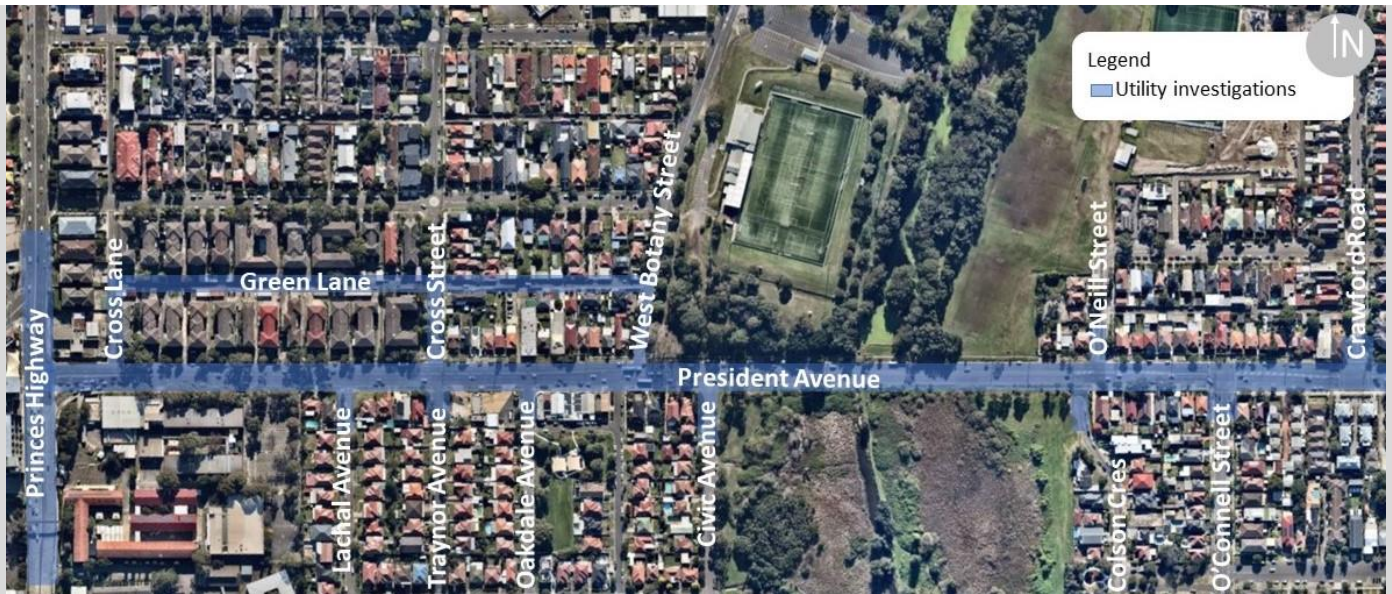 N
Legend
Utility investigations
Princes Highway
Cross Lane
Green Lane
Cross Street
West Botany Street
O'Neill Street
Crawford Road
President Avenue
Lachal Avenue
Traynor Avenue
Oakdale Avenue
Civic Avenue
Colson Cres
O'Connell Street